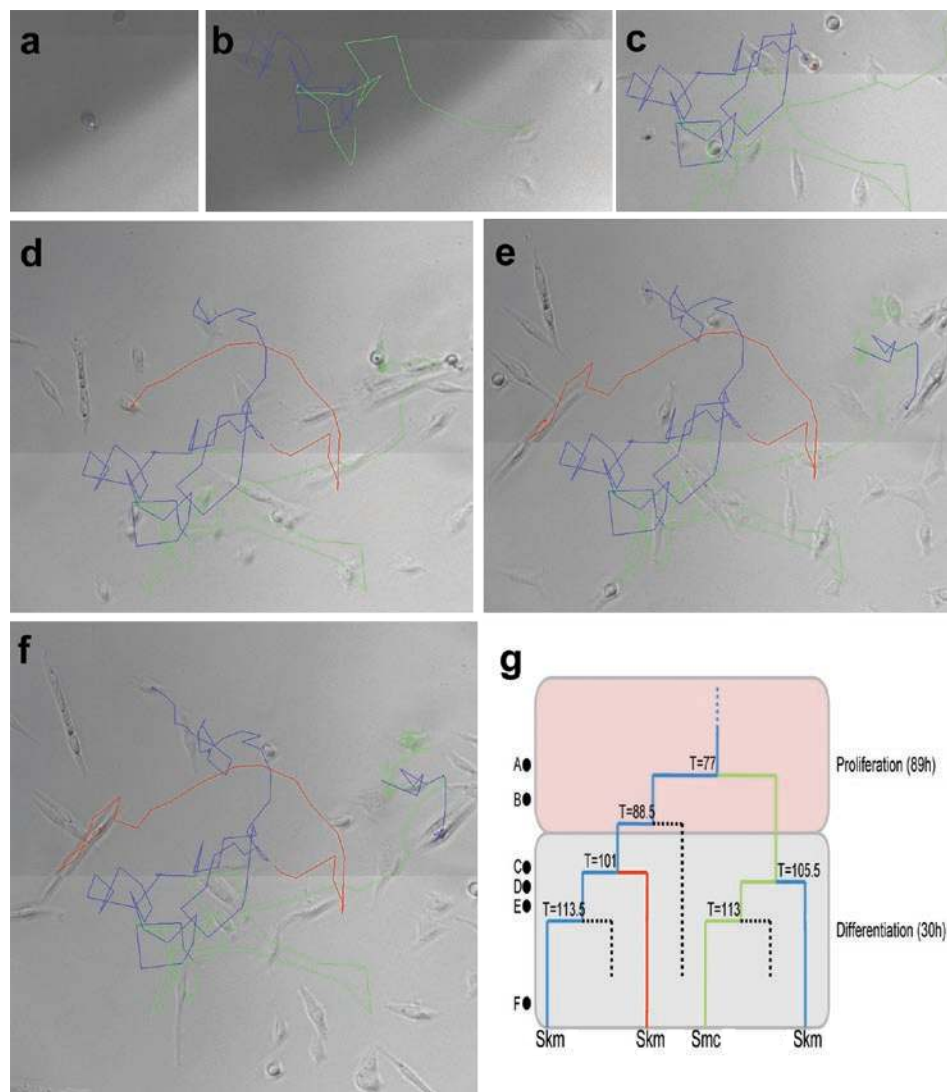 a
b
c
d
e
f
g
T=77
A
Proliferation (89h)
B
T=88.5
C
T=101
T=105.5
D
E
T=113.5
T=113
Differentiation (30h)
F
Skm
Skm
Smc
Skm